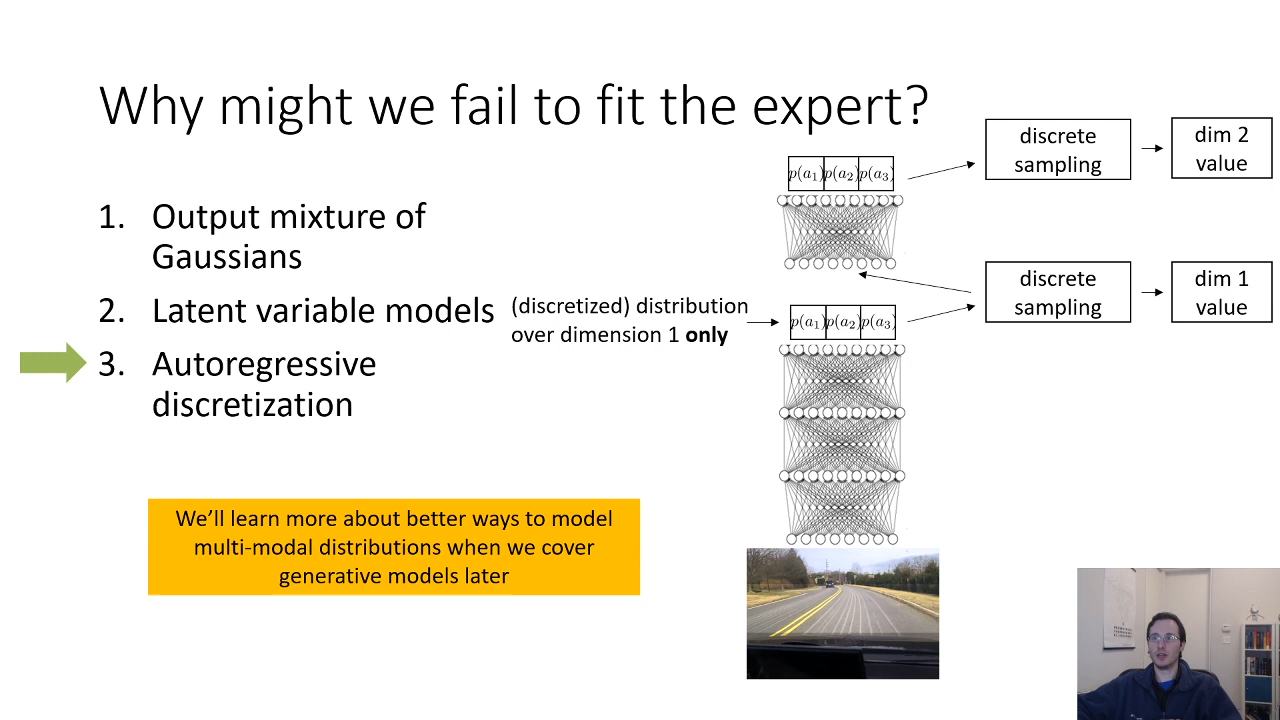 Why might we fail to fit the expert?
1. Output mixture of
Gaussians
2. Latent variable models
3. Autoregressive
discretization
(discretized) distribution
over dimension 1 only
We'll learn more about better ways to model
multi-modal distributions when we cover
generative models later
p(a₁) p(a₂) p(a₃)
discrete
sampling
dim 2
value
p(a₁) p(a₂) p(a₃)
discrete
sampling
dim 1
value